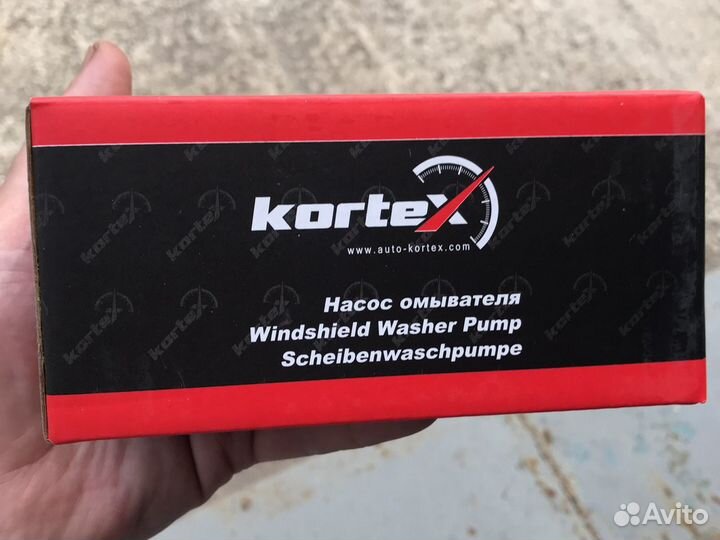 kortex
www.auto-kortex.com
Насос омывателя
Windshield Washer Pump
Scheibenwaschpumpe
Avito